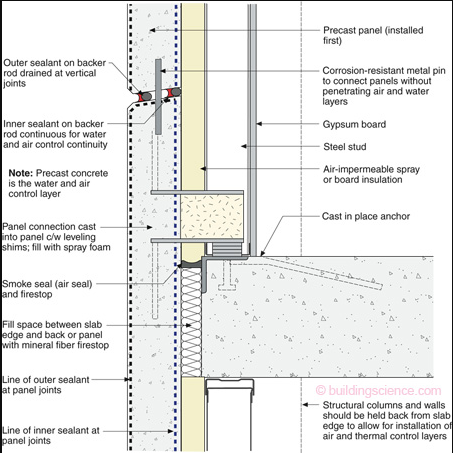 Outer sealant on backer
rod drained at vertical
joints
Inner sealant on backer
rod continuous for water
and air control continuity
Note: Precast concrete
is the water and air
control layer
Panel connection cast
into panel c/w leveling
shims; fill with spray foam
Smoke seal (air seal)
and firestop
Fill space between slab
edge and back or panel
with mineral fiber firestop
Line of outer sealant
at panel joints
Line of inner sealant at
panel joints
Precast panel (installed
first)
Corrosion-resistant metal pin
to connect panels without
penetrating air and water
layers
Gypsum board
Steel stud
Air-impermeable spray
or board insulation
Cast in place anchor
© buildingscience.com
Structural columns and walls
should be held back from slab
edge to allow for installation of
air and thermal control layers